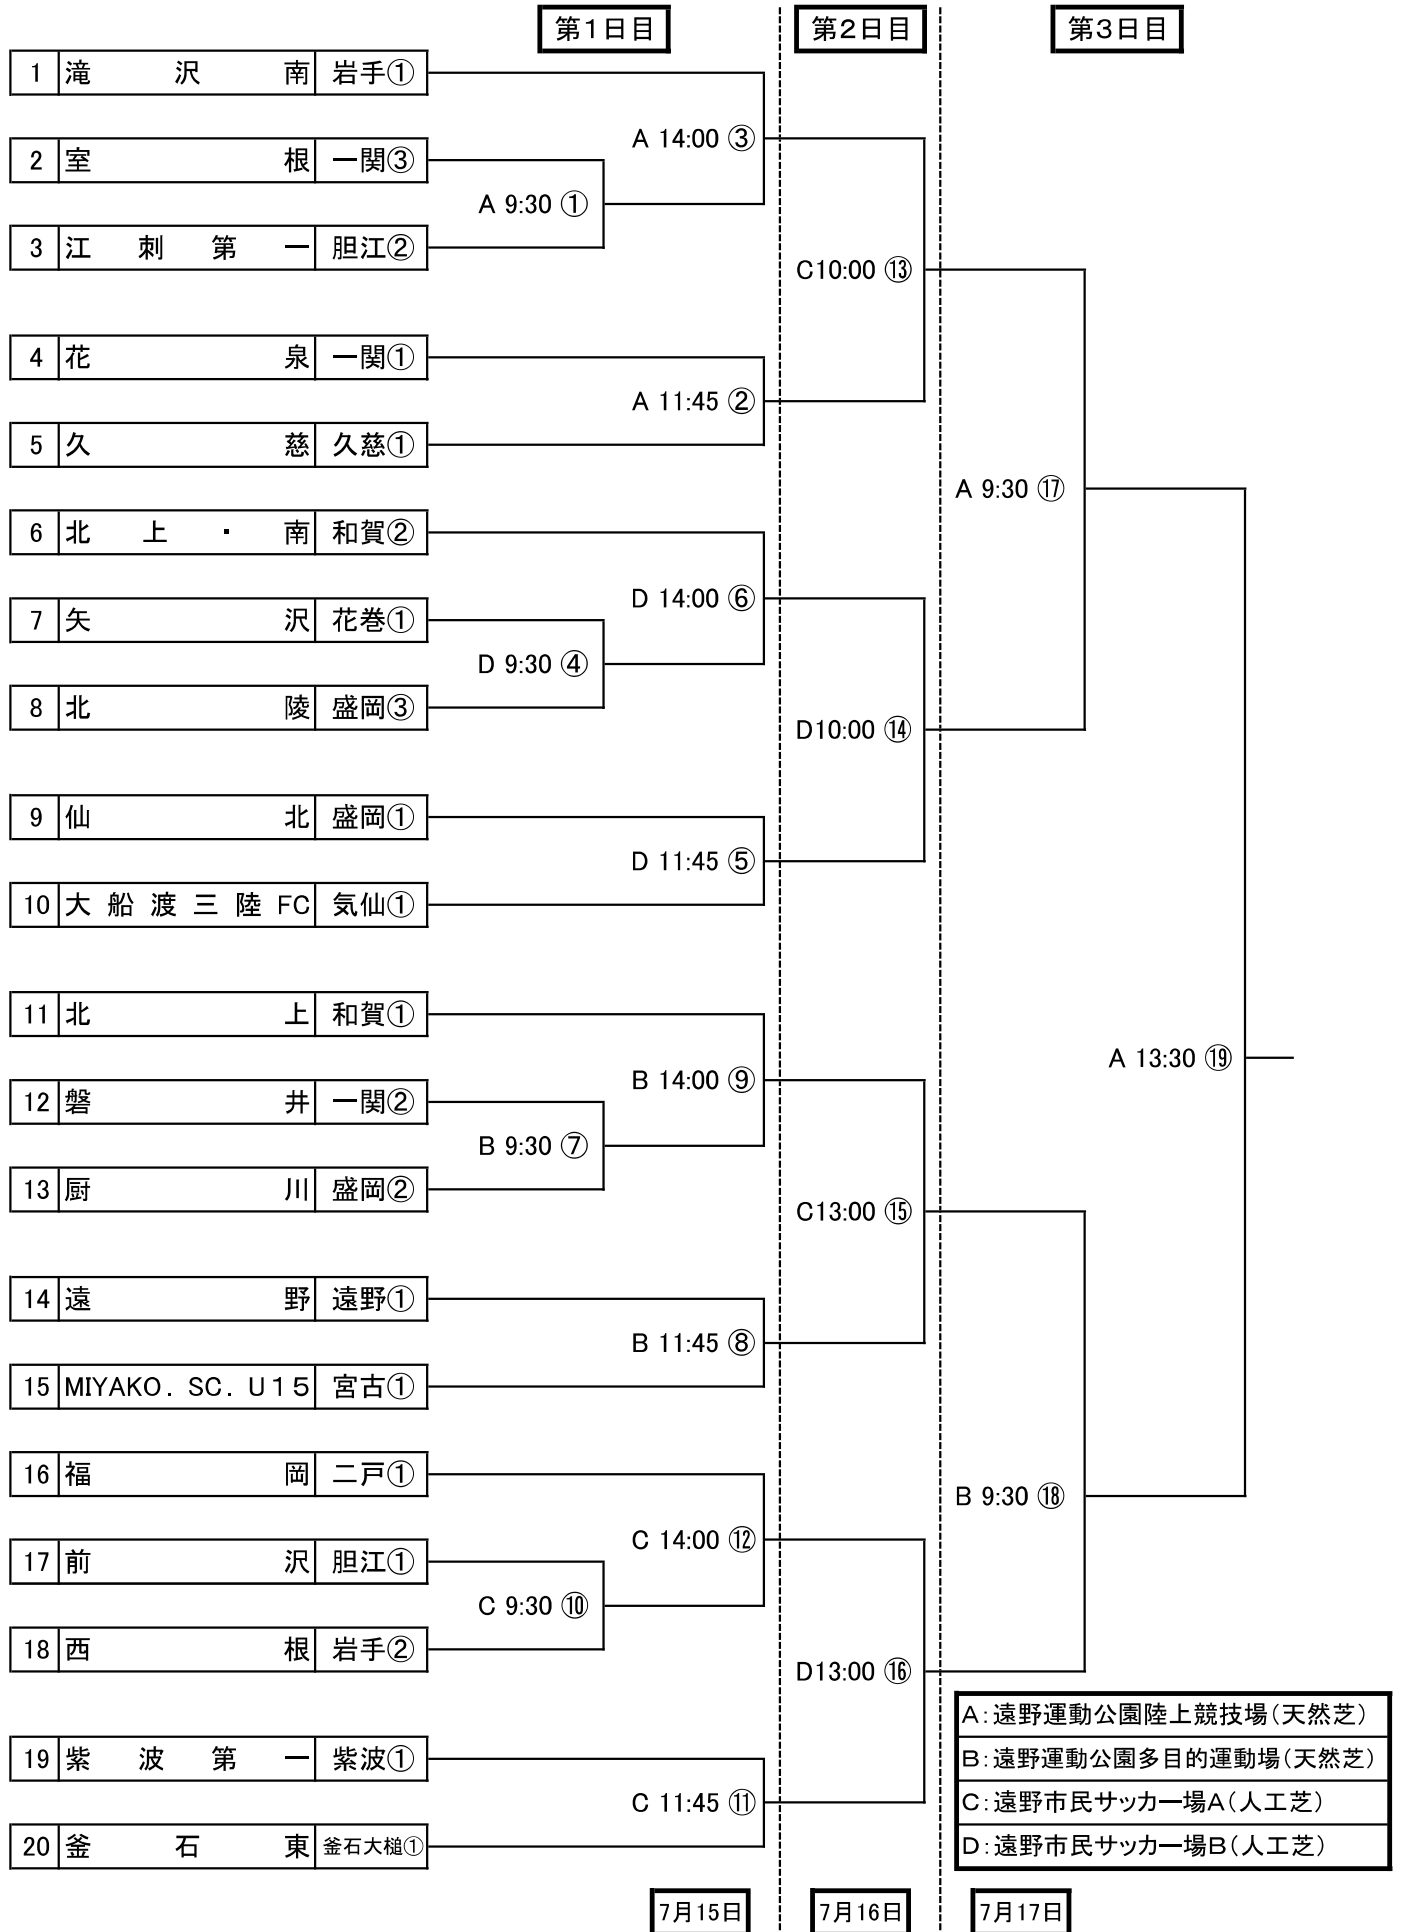 第1日目 第2日目 第3日目
1 滝沢南 岩手①
A 14:00 ③
2 室根 一関③
A 9:30 ①
3 江刺第一 胆江②
C10:00 ⑬
4 花泉 一関①
A 11:45 ②
5 久慈 久慈①
A 9:30 ⑰
6 北上・南 和賀②
D 14:00 ⑥
7 矢沢 花巻①
D 9:30 ④
8 北陵 盛岡③
D10:00 ⑭
9 仙北 盛岡①
D 11:45 ⑤
10 大船渡三陸FC 気仙①
11 北上 和賀①
A 13:30 ⑲
B 14:00 ⑨
12 磐井 一関②
B 9:30 ⑦
13 厨川 盛岡②
C13:00 ⑮
14 遠野 遠野①
B 11:45 ⑧
15 MIYAKO．SC．U15 宮古①
16 福岡 二戸①
B 9:30 ⑱
C 14:00 ⑫
17 前沢 胆江①
C 9:30 ⑩
18 西根 岩手②
D13:00 ⑯
A：遠野運動公園陸上競技場（天然芝）
B：遠野運動公園多目的運動場（天然芝）
19 紫波第一 紫波①
C：遠野市民サッカー場A（人工芝）
C 11:45 ⑪
D：遠野市民サッカー場B（人工芝）
20 釜石東 釜石大槌①
7月15日 7月16日 7月17日